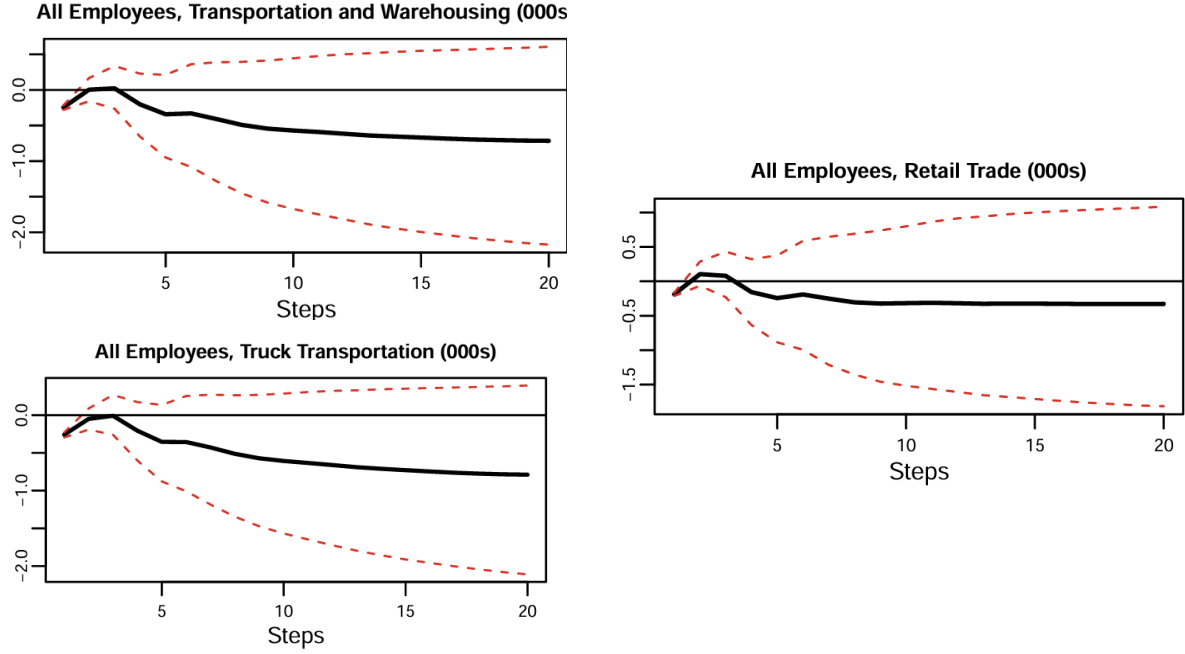 All Employees, Transportation and Warehousing (000s
0.0
-1.0
-2.0
5 10 15 20
Steps
All Employees, Truck Transportation (000s)
0.0
-1.0
-2.0
5 10 15 20
Steps
All Employees, Retail Trade (000s)
0.5
-0.5
-1.5
5 10 15 20
Steps